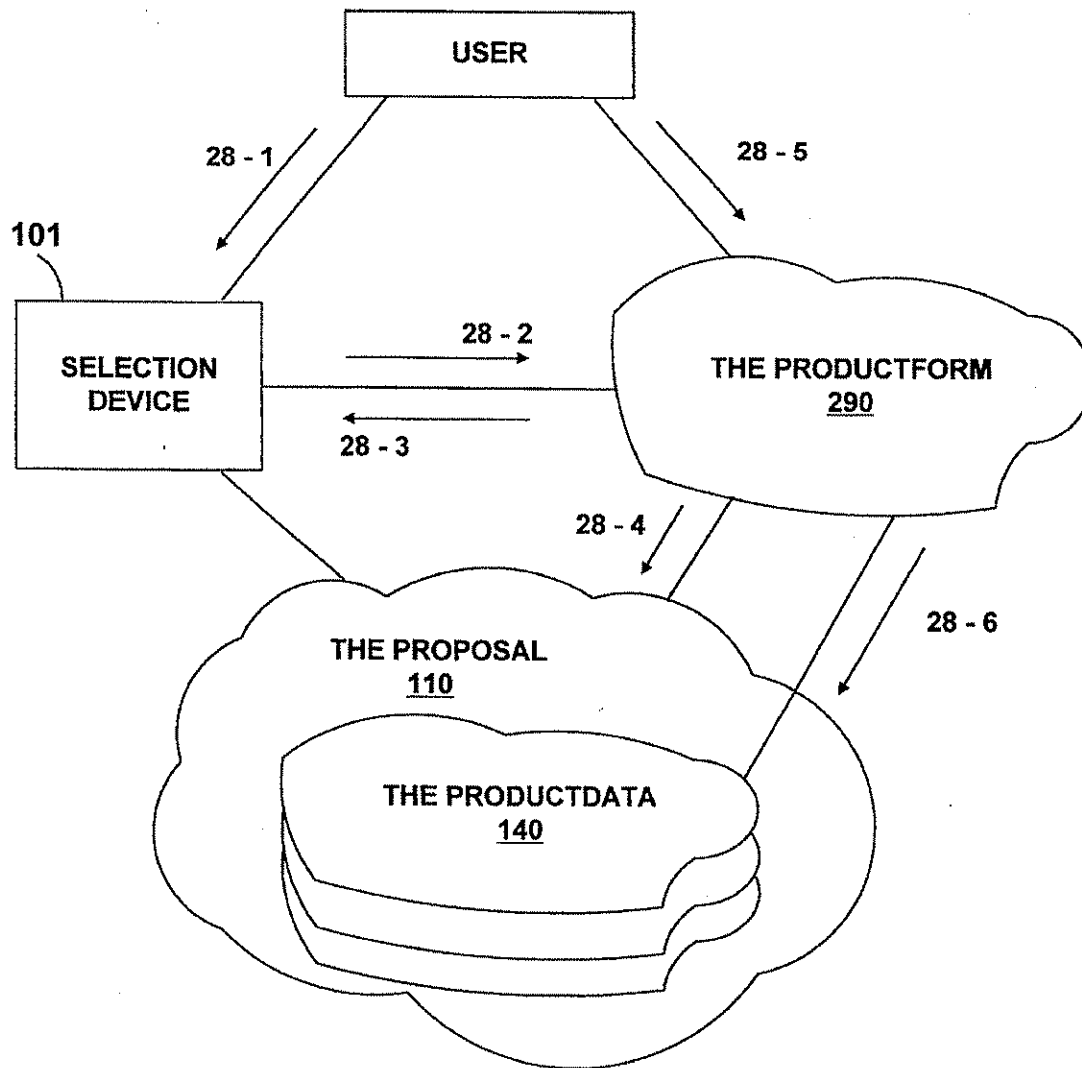 USER
28 - 1
28 - 5
101
SELECTION
DEVICE
28 - 2
28 - 3
THE PRODUCTFORM
290
28 - 4
28 - 6
THE PROPOSAL
110
THE PRODUCTDATA
140